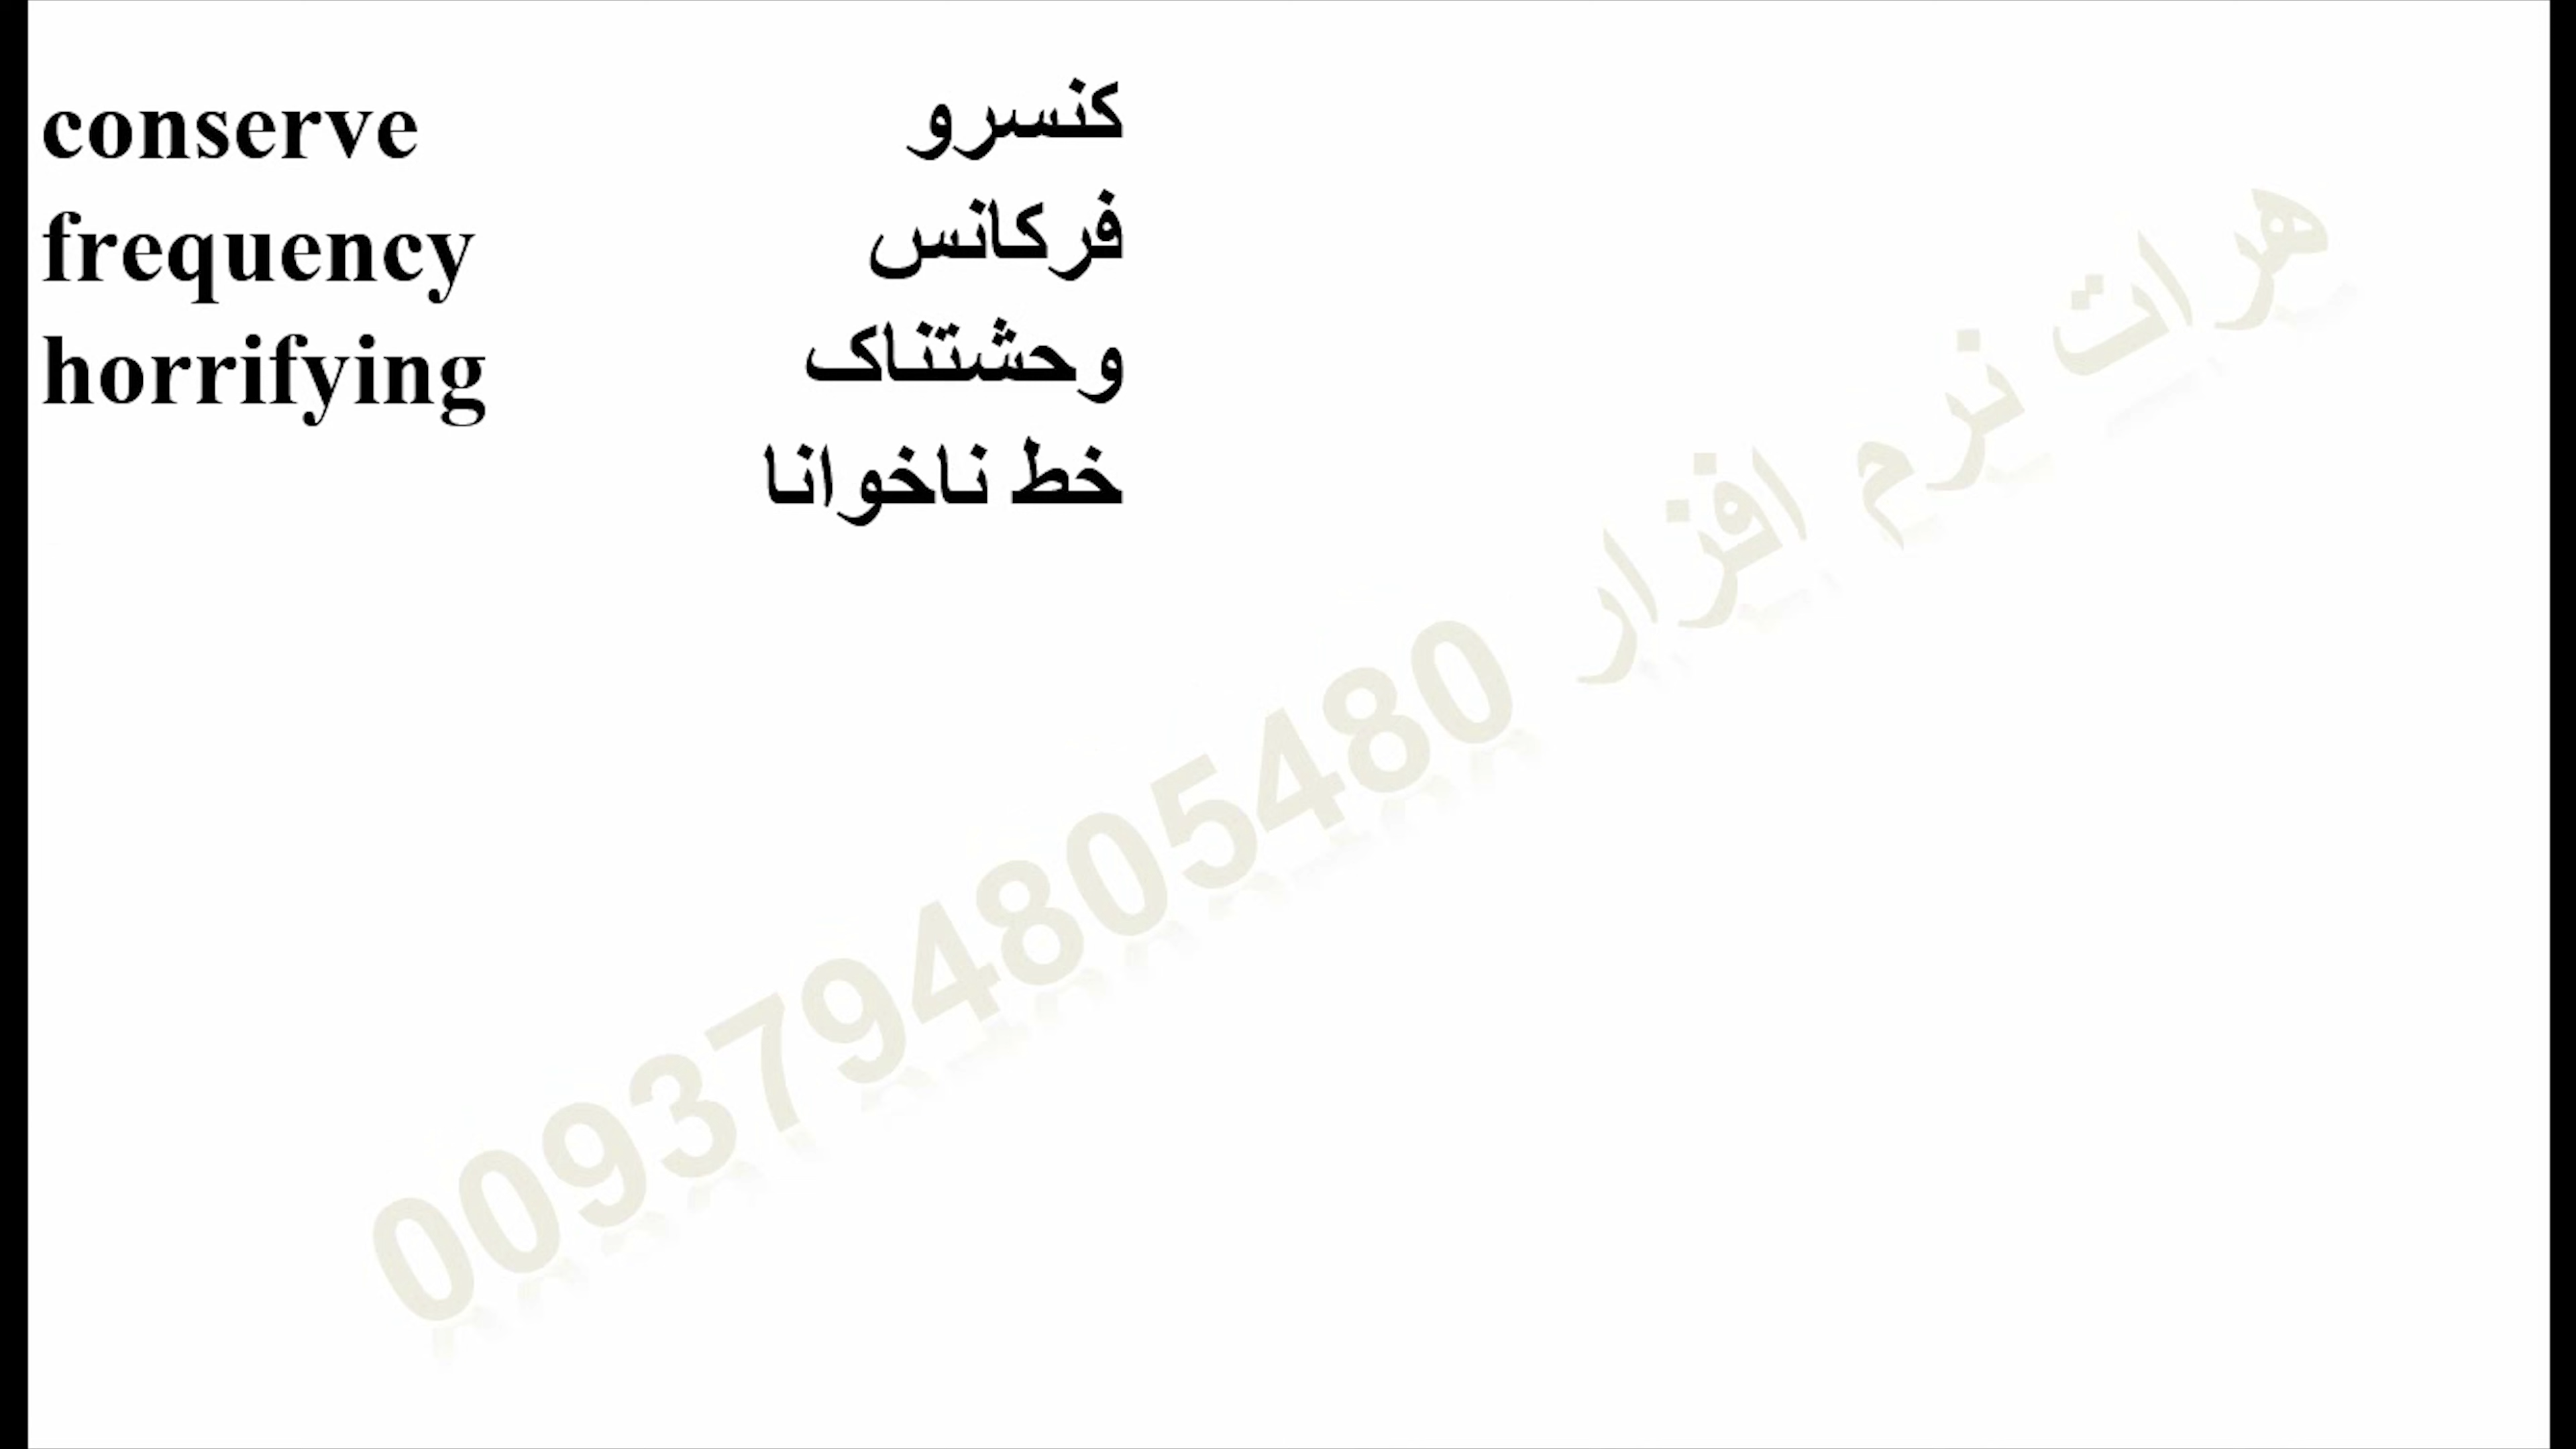 conserve کنسرو
frequency فرکانس
horrifying وحشتناک
خط ناخوانا
هرات نرم افزار 0093794805480